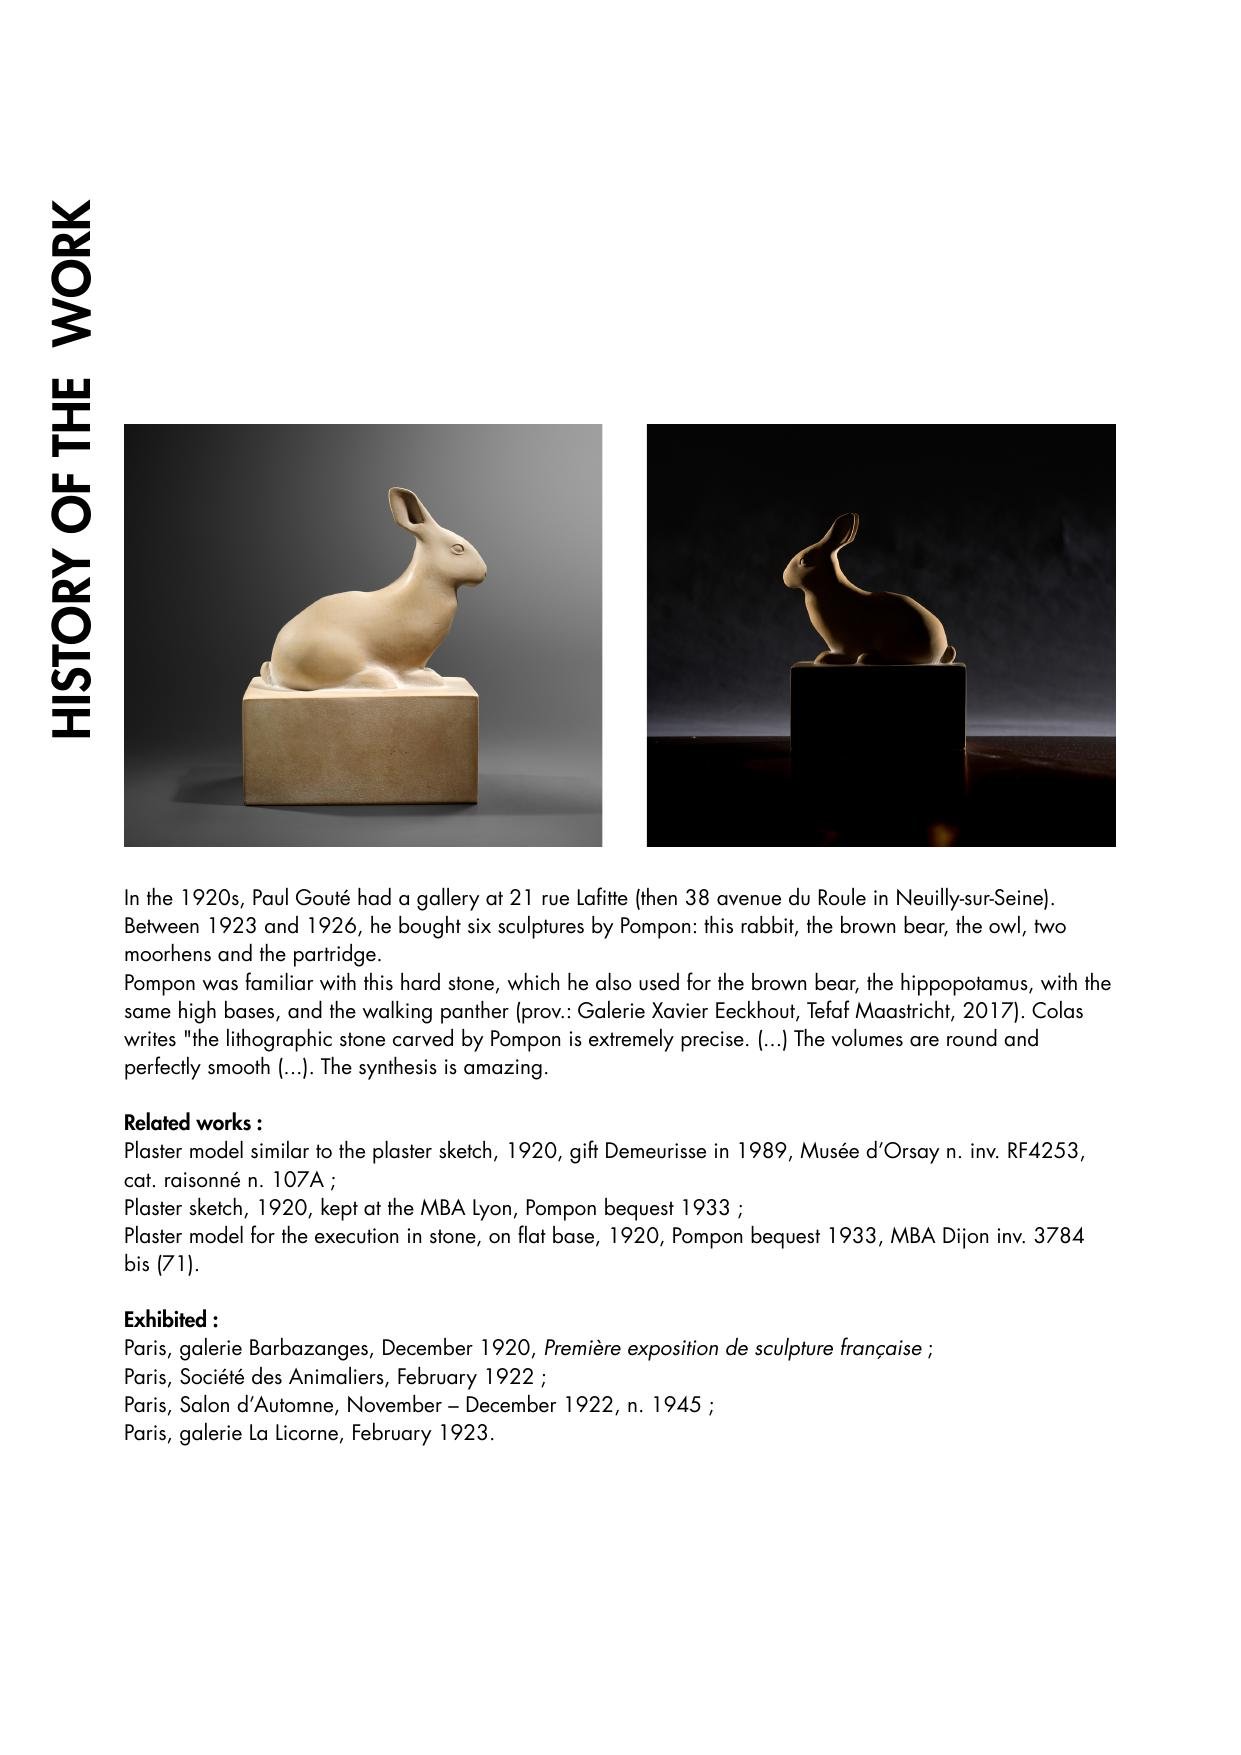 HISTORY OF THE WORK
In the 1920s, Paul Gouté had a gallery at 21 rue Lafitte (then 38 avenue du Roule in Neuilly-sur-Seine).
Between 1923 and 1926, he bought six sculptures by Pompon: this rabbit, the brown bear, the owl, two
moorhens and the partridge.
Pompon was familiar with this hard stone, which he also used for the brown bear, the hippopotamus, with the
same high bases, and the walking panther (prov.: Galerie Xavier Eeckhout, Tefaf Maastricht, 2017). Colas
writes "the lithographic stone carved by Pompon is extremely precise. (...) The volumes are round and
perfectly smooth (...). The synthesis is amazing.
Related works :
Plaster model similar to the plaster sketch, 1920, gift Demeurisse in 1989, Musée d'Orsay n. inv. RF4253,
cat. raisonné n. 107A ;
Plaster sketch, 1920, kept at the MBA Lyon, Pompon bequest 1933 ;
Plaster model for the execution in stone, on flat base, 1920, Pompon bequest 1933, MBA Dijon inv. 3784
bis (71).
Exhibited :
Paris, galerie Barbazanges, December 1920, Première exposition de sculpture française ;
Paris, Société des Animaliers, February 1922 ;
Paris, Salon d'Automne, November – December 1922, n. 1945 ;
Paris, galerie La Licorne, February 1923.